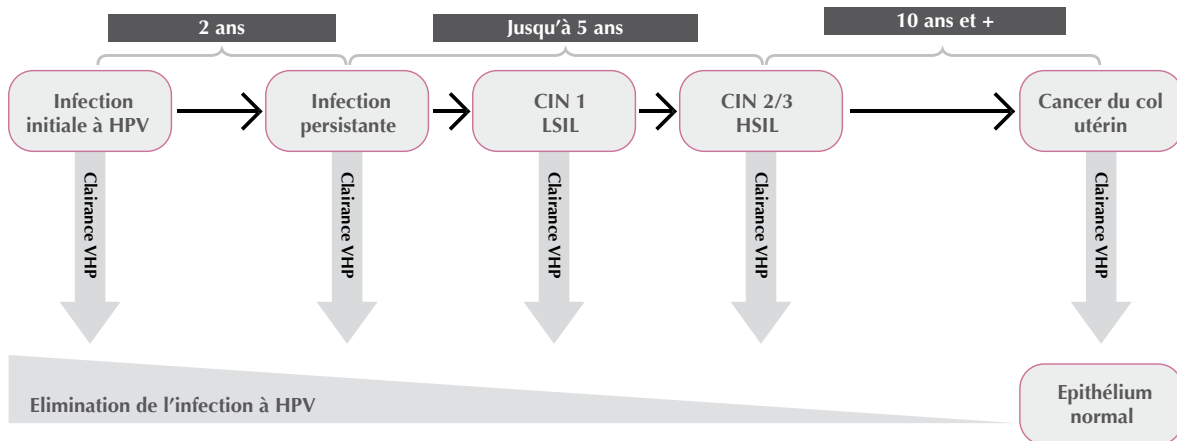 2 ans
Jusqu'à 5 ans
10 ans et +
Infection
initiale à HPV
Infection
persistante
CIN 1
LSIL
CIN 2/3
HSIL
Cancer du col
utérin
Clairance VHP
Clairance VHP
Clairance VHP
Clairance VHP
Clairance VHP
Elimination de l'infection à HPV
Epithélium
normal